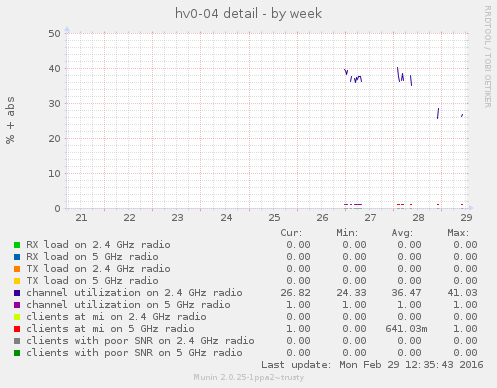 hv0-04 detail - by week
RRDTOOL / TOBI OETIKER
% + abs
50
40
30
20
10
0
21 22 23 24 25 26 27 28 29
Cur: Min: Avg: Max:
RX load on 2.4 GHz radio 0.00 0.00 0.00 0.00
RX load on 5 GHz radio 0.00 0.00 0.00 0.00
TX load on 2.4 GHz radio 0.00 0.00 0.00 0.00
TX load on 5 GHz radio 0.00 0.00 0.00 0.00
channel utilization on 2.4 GHz radio 26.82 24.33 36.47 41.03
channel utilization on 5 GHz radio 1.00 1.00 1.00 1.00
clients at mi on 2.4 GHz radio 0.00 0.00 0.00 0.00
clients at mi on 5 GHz radio 1.00 0.00 641.03m 1.00
clients with poor SNR on 2.4 GHz radio 0.00 0.00 0.00 0.00
clients with poor SNR on 5 GHz radio 0.00 0.00 0.00 0.00
Last update: Mon Feb 29 12:35:43 2016
Munin 2.0.25-1ppa2~trusty